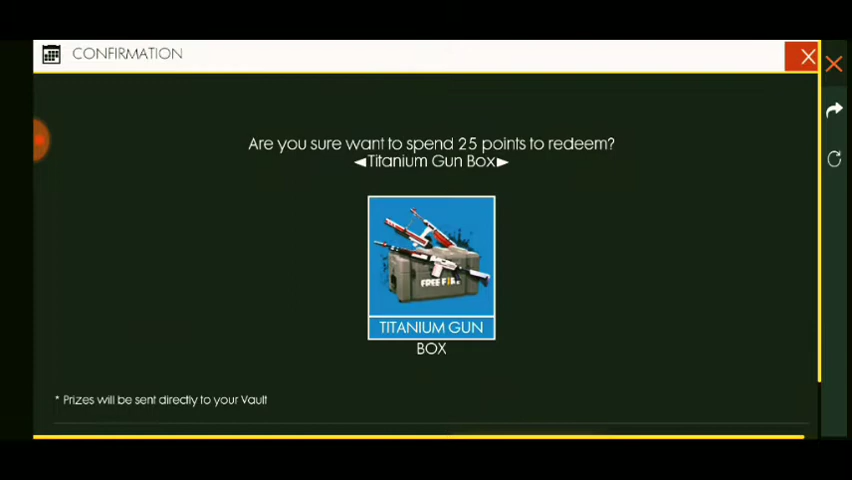 CONFIRMATION
Are you sure want to spend 25 points to redeem?
◄Titanium Gun Box►
FREE FIRE
TITANIUM GUN
BOX
* Prizes will be sent directly to your Vault